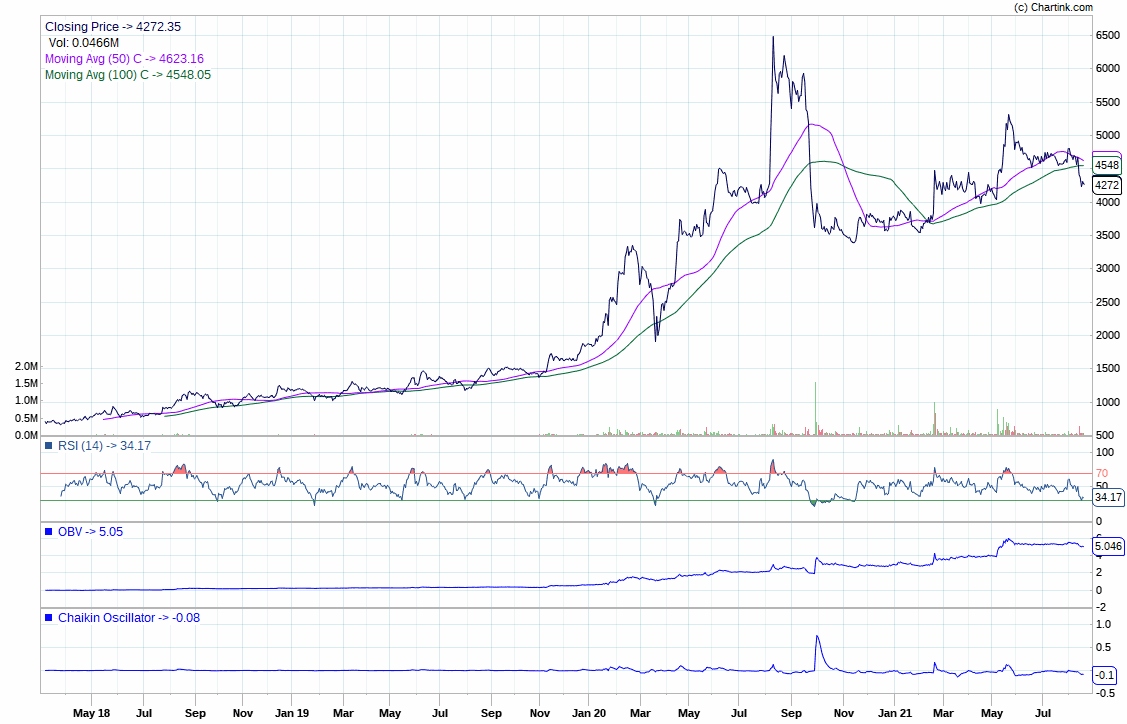 (c) Chartink.com
Closing Price -> 4272.35
Vol: 0.0466M
Moving Avg (50) C -> 4623.16
Moving Avg (100) C -> 4548.05
6500
6000
5500
5000
4548
4272
4000
3500
3000
2500
2000
1500
1000
500
2.0M
1.5M
1.0M
0.5M
0.0M
RSI (14) -> 34.17
100
70
50
34.17
0
OBV -> 5.05
5.046
2
0
-2
Chaikin Oscillator -> -0.08
1.0
0.5
-0.1
-0.5
May 18 Jul Sep Nov Jan 19 Mar May Jul Sep Nov Jan 20 Mar May Jul Sep Nov Jan 21 Mar May Jul